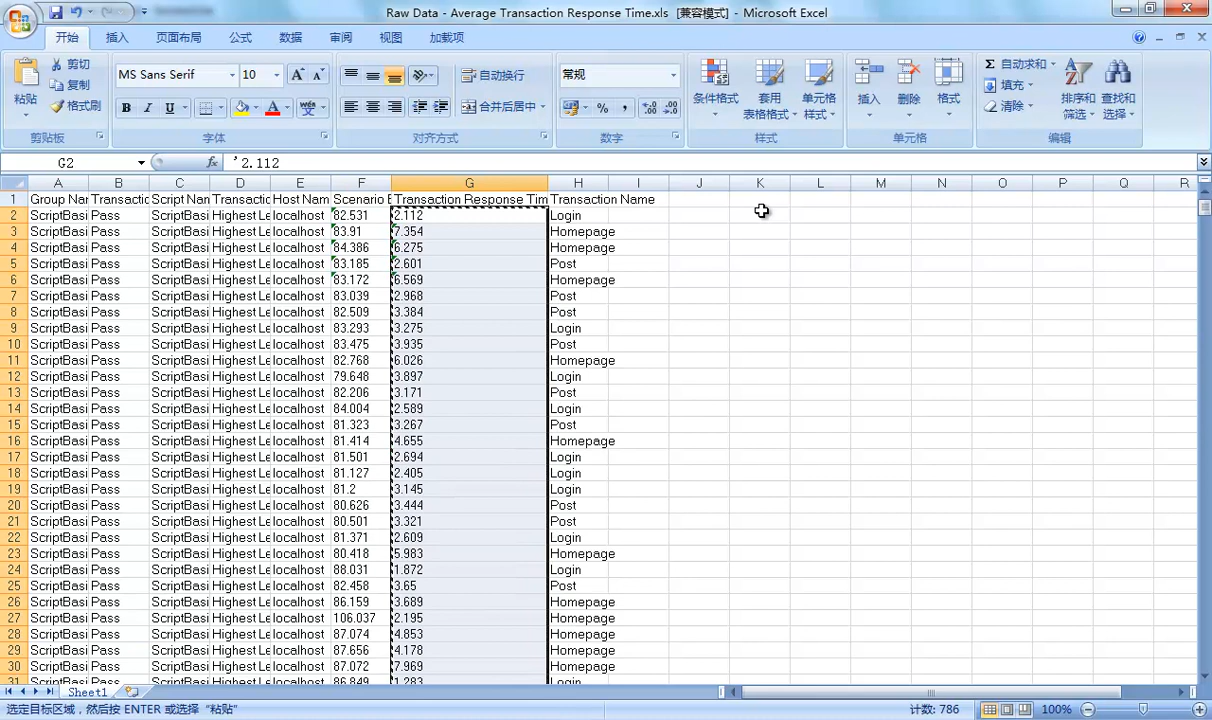 Raw Data - Average Transaction Response Time.xls [兼容模式] - Microsoft Excel
开始 插入 页面布局 公式 数据 审阅 视图 加载项
粘贴 剪切 复制 格式刷 剪贴板
MS Sans Serif 10 A A B I U A 字体
自动换行 合并后居中 对齐方式
常规 % , 数字
条件格式 套用表格格式 单元格样式 样式
插入 删除 格式 单元格
Σ 自动求和 填充 清除 排序和筛选 查找和选择 编辑
G2 fx '2.112
A B C D E F G H I J K L M N O P Q R
1 Group Nar Transactic Script Nan Transactic Host Nam Scenario E Transaction Response Tim Transaction Name
2 ScriptBasi Pass ScriptBasi Highest Le localhost 82.531 2.112 Login
3 ScriptBasi Pass ScriptBasi Highest Le localhost 83.91 7.354 Homepage
4 ScriptBasi Pass ScriptBasi Highest Le localhost 84.386 6.275 Homepage
5 ScriptBasi Pass ScriptBasi Highest Le localhost 83.185 2.601 Post
6 ScriptBasi Pass ScriptBasi Highest Le localhost 83.172 6.569 Homepage
7 ScriptBasi Pass ScriptBasi Highest Le localhost 83.039 2.968 Post
8 ScriptBasi Pass ScriptBasi Highest Le localhost 82.509 3.384 Post
9 ScriptBasi Pass ScriptBasi Highest Le localhost 83.293 3.275 Login
10 ScriptBasi Pass ScriptBasi Highest Le localhost 83.475 3.935 Post
11 ScriptBasi Pass ScriptBasi Highest Le localhost 82.768 6.026 Homepage
12 ScriptBasi Pass ScriptBasi Highest Le localhost 79.648 3.897 Login
13 ScriptBasi Pass ScriptBasi Highest Le localhost 82.206 3.171 Post
14 ScriptBasi Pass ScriptBasi Highest Le localhost 84.004 2.589 Login
15 ScriptBasi Pass ScriptBasi Highest Le localhost 81.323 3.267 Post
16 ScriptBasi Pass ScriptBasi Highest Le localhost 81.414 4.655 Homepage
17 ScriptBasi Pass ScriptBasi Highest Le localhost 81.501 2.694 Login
18 ScriptBasi Pass ScriptBasi Highest Le localhost 81.127 2.405 Login
19 ScriptBasi Pass ScriptBasi Highest Le localhost 81.2 3.145 Login
20 ScriptBasi Pass ScriptBasi Highest Le localhost 80.626 3.444 Post
21 ScriptBasi Pass ScriptBasi Highest Le localhost 80.501 3.321 Post
22 ScriptBasi Pass ScriptBasi Highest Le localhost 81.371 2.609 Login
23 ScriptBasi Pass ScriptBasi Highest Le localhost 80.418 5.983 Homepage
24 ScriptBasi Pass ScriptBasi Highest Le localhost 88.031 1.872 Login
25 ScriptBasi Pass ScriptBasi Highest Le localhost 82.458 3.65 Post
26 ScriptBasi Pass ScriptBasi Highest Le localhost 86.159 3.689 Homepage
27 ScriptBasi Pass ScriptBasi Highest Le localhost 106.037 2.195 Homepage
28 ScriptBasi Pass ScriptBasi Highest Le localhost 87.074 4.853 Homepage
29 ScriptBasi Pass ScriptBasi Highest Le localhost 87.656 4.178 Homepage
30 ScriptBasi Pass ScriptBasi Highest Le localhost 87.072 7.969 Homepage
31 ScriptBasi Pass ScriptBasi Highest Le localhost 86.849 1.283 Login
Sheet1
选定目标区域，然后按 ENTER 或选择 "粘贴" 计数: 786 100%